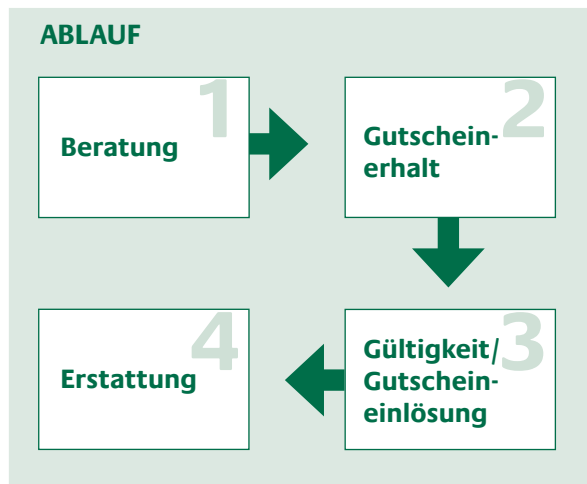 ABLAUF
1
Beratung
2
Gutschein-
erhalt
3
Gültigkeit/
Gutschein-
einlösung
4
Erstattung